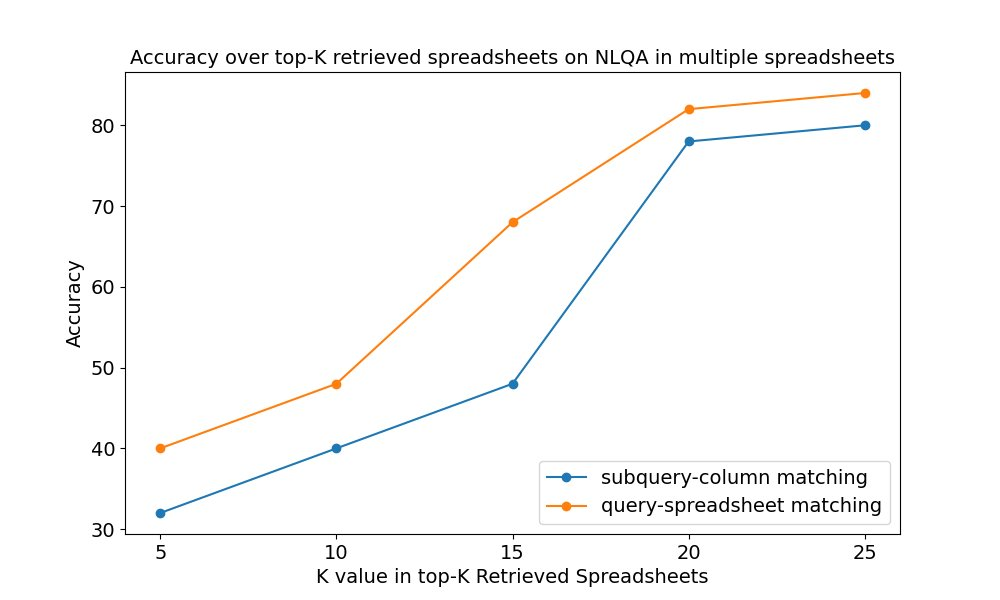 Accuracy over top-K retrieved spreadsheets on NLQA in multiple spreadsheets
Accuracy
80
70
60
50
40
30
subquery-column matching
query-spreadsheet matching
5 10 15 20 25
K value in top-K Retrieved Spreadsheets